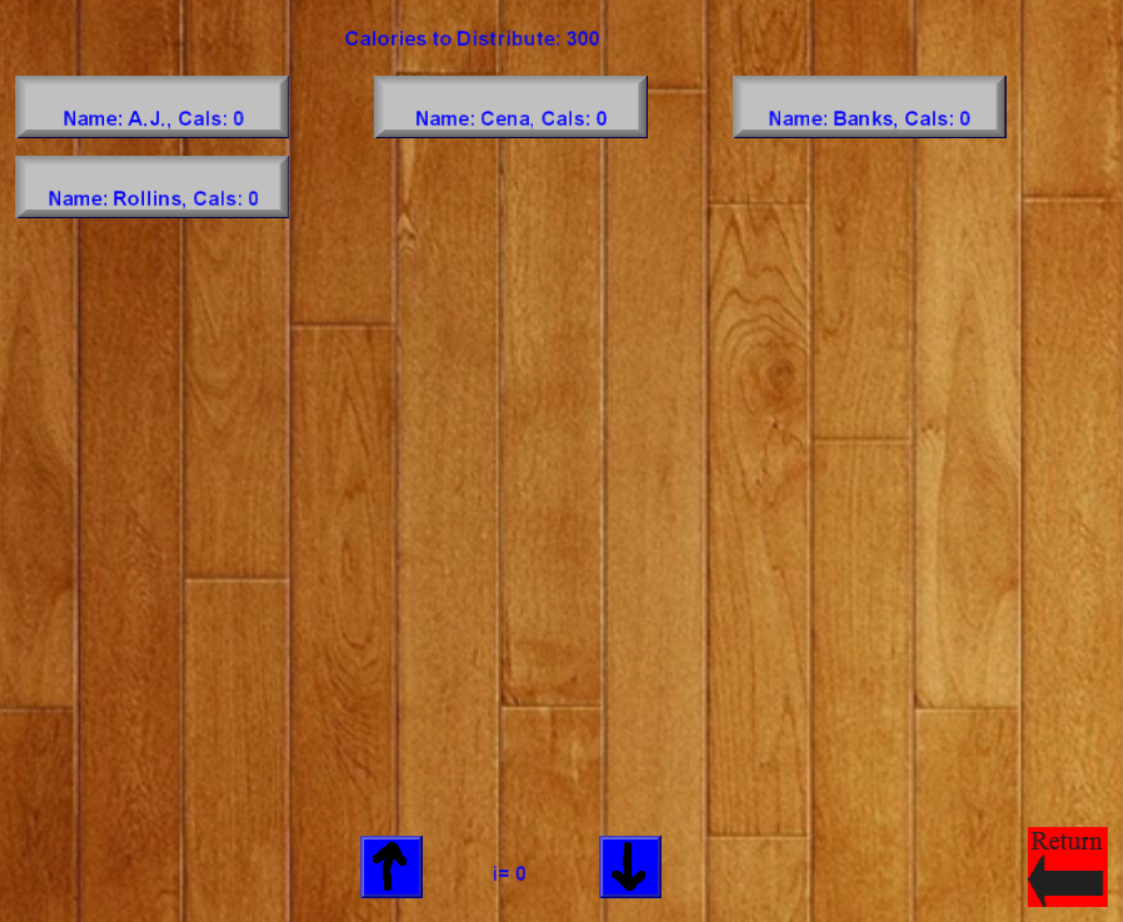 Calories to Distribute: 300
Name: A.J., Cals: 0
Name: Cena, Cals: 0
Name: Banks, Cals: 0
Name: Rollins, Cals: 0
i= 0
Return